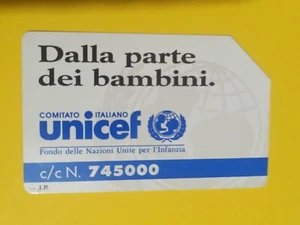 Dalla parte
dei bambini.
COMITATO ITALIANO
unicef
Fondo delle Nazioni Unite per l'Infanzia
c/c N. 745000
I.P.